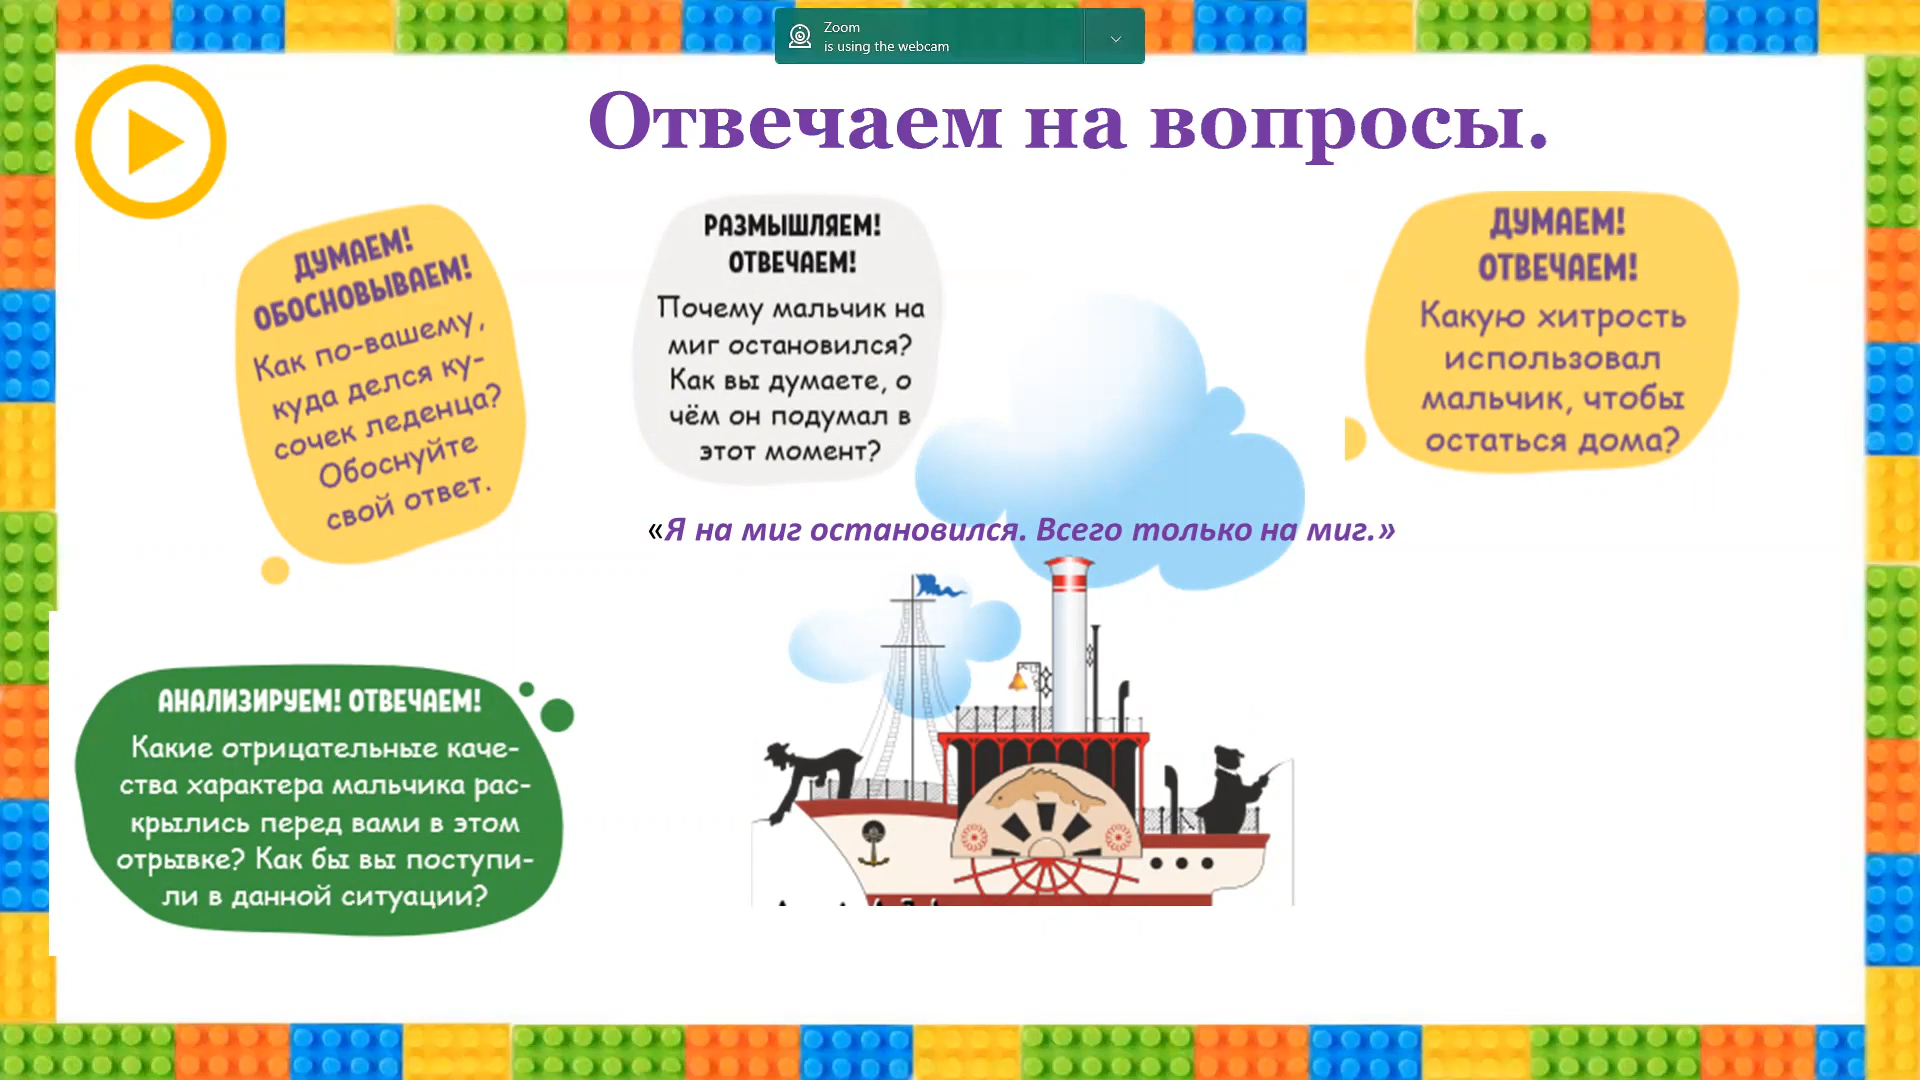 Zoom
is using the webcam
Отвечаем на вопросы.
ДУМАЕМ!
ОБОСНОВЫВАЕМ!
Как по-вашему,
куда делся ку-
сочек леденца?
Обоснуйте
свой ответ.
РАЗМЫШЛЯЕМ!
ОТВЕЧАЕМ!
Почему мальчик на
миг остановился?
Как вы думаете, о
чём он подумал в
этот момент?
ДУМАЕМ!
ОТВЕЧАЕМ!
Какую хитрость
использовал
мальчик, чтобы
остаться дома?
«Я на миг остановился. Всего только на миг.»
АНАЛИЗИРУЕМ! ОТВЕЧАЕМ!
Какие отрицательные каче-
ства характера мальчика рас-
крылись перед вами в этом
отрывке? Как бы вы поступи-
ли в данной ситуации?